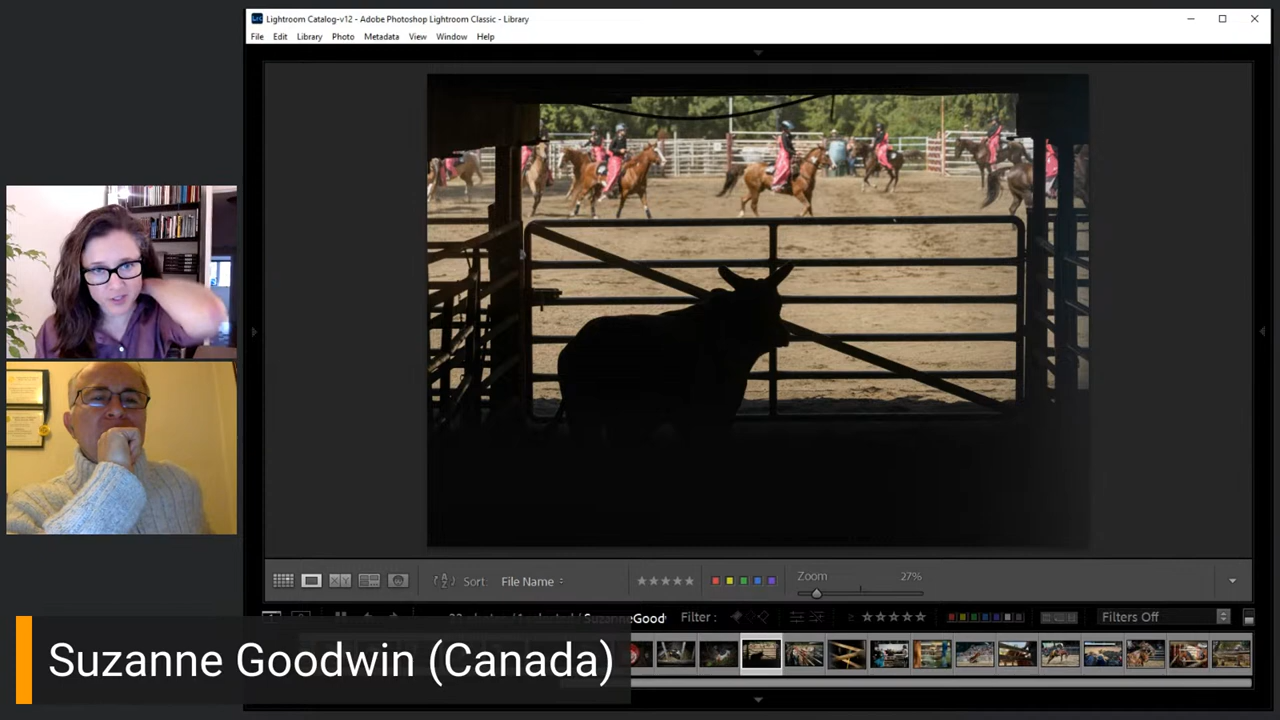 Lightroom Catalog-v12 - Adobe Photoshop Lightroom Classic - Library
File Edit Library Photo Metadata View Window Help
Sort: File Name
Zoom 27%
SuzanneGood
Filter :
Filters Off
Suzanne Goodwin (Canada)